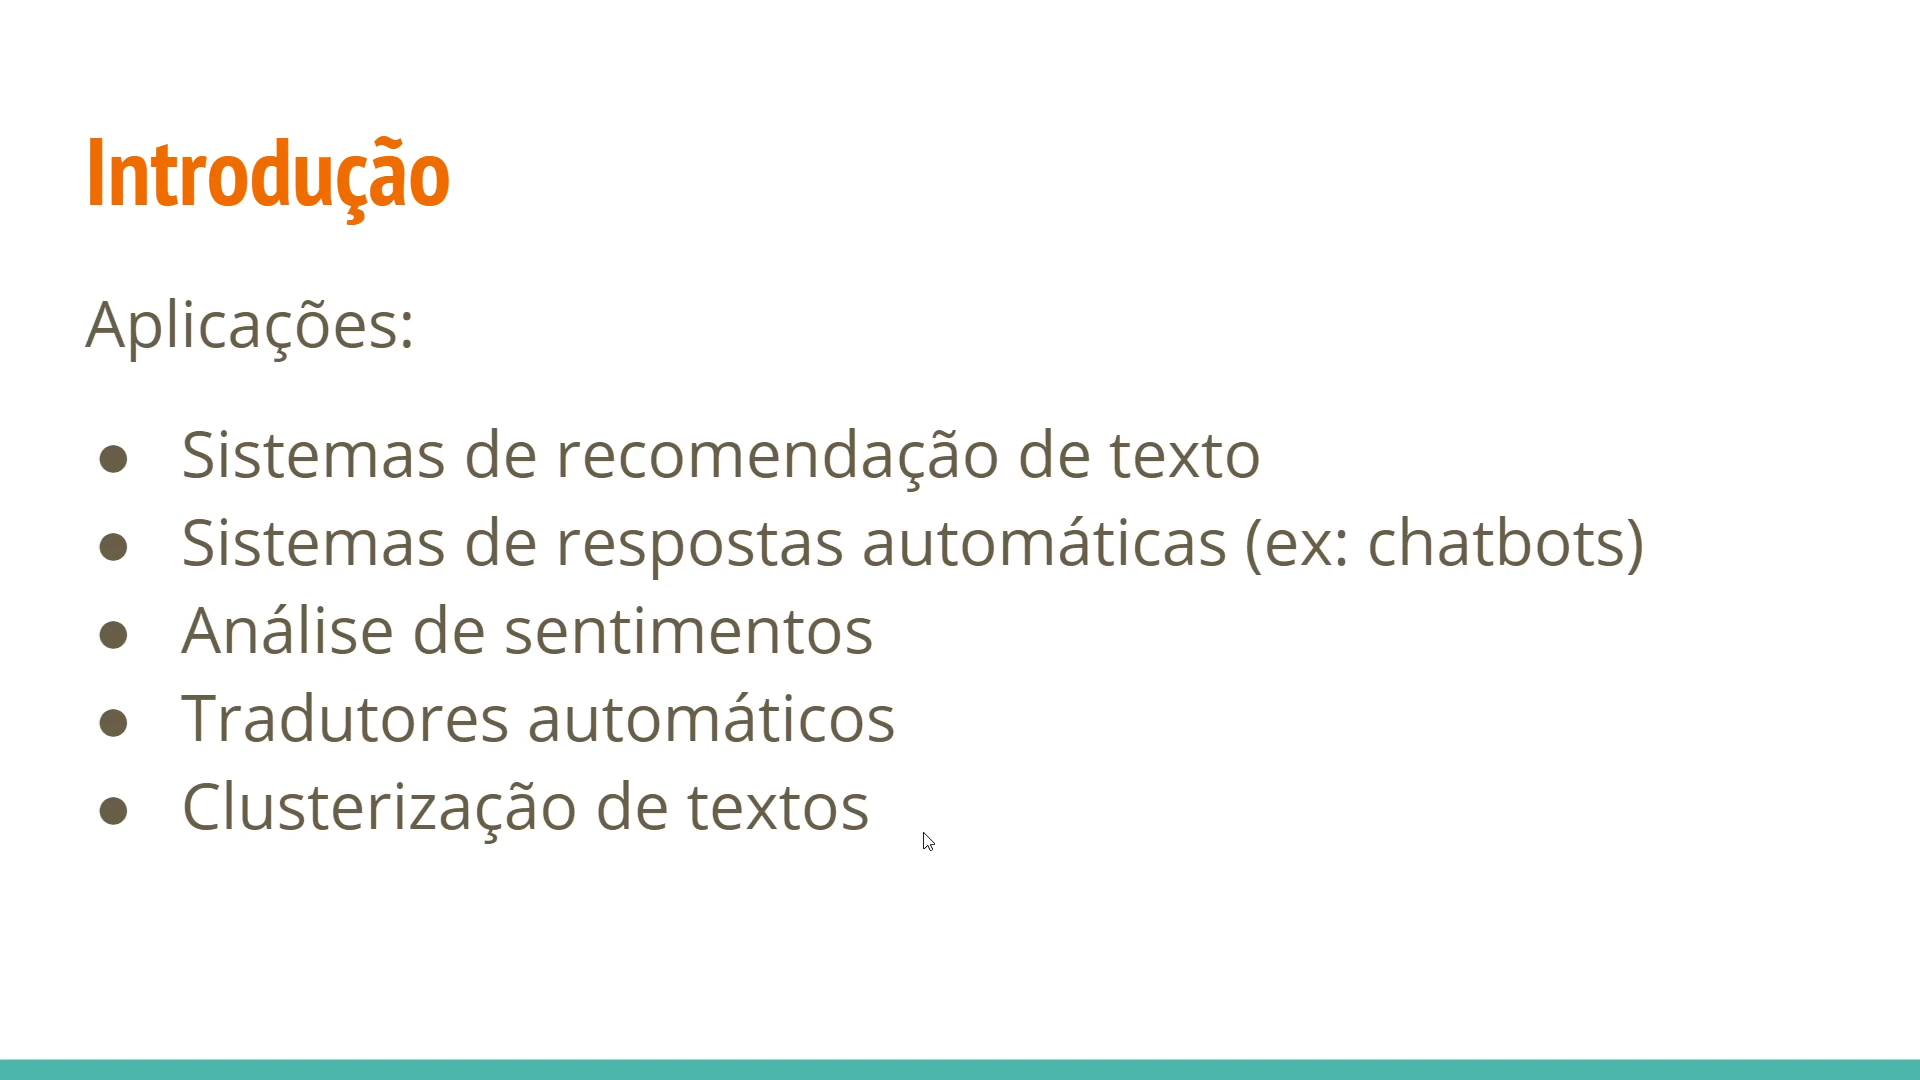 Introdução
Aplicações:
● Sistemas de recomendação de texto
● Sistemas de respostas automáticas (ex: chatbots)
● Análise de sentimentos
● Tradutores automáticos
● Clusterização de textos